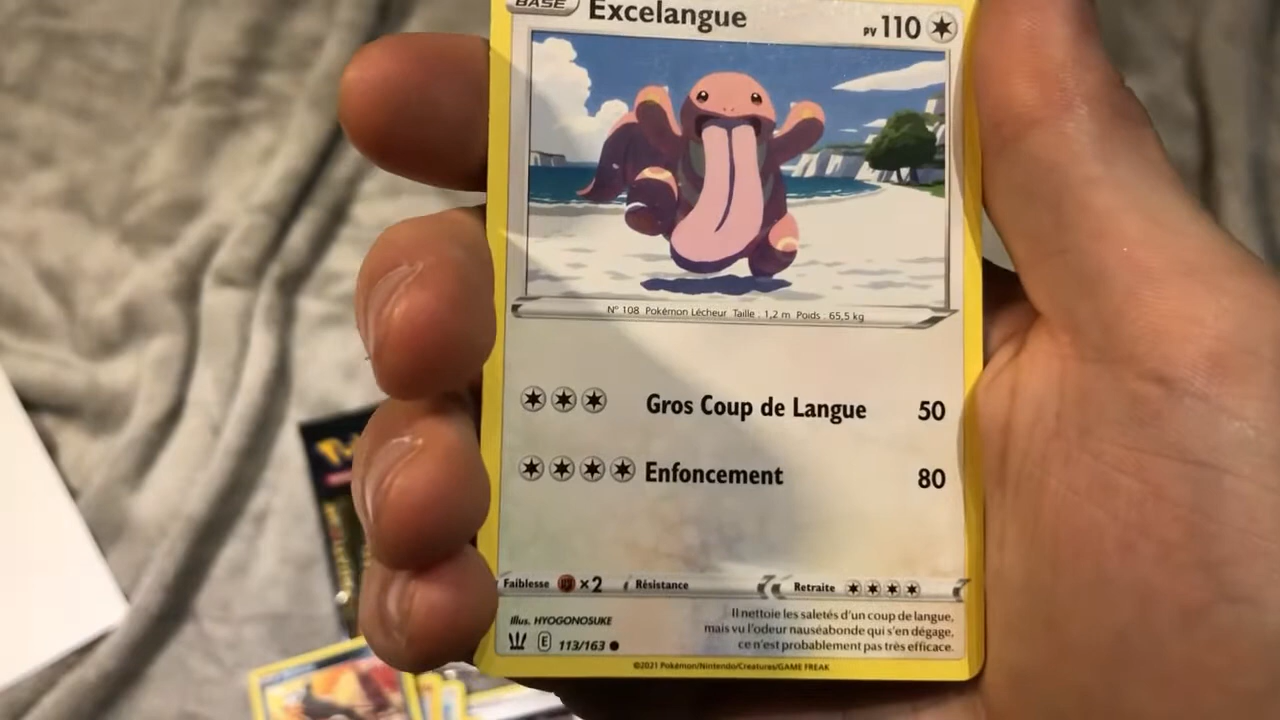 BASE Excelangue PV 110
N° 108 Pokémon Lécheur Taille : 1,2 m Poids : 65,5 kg
Gros Coup de Langue 50
Enfoncement 80
Faiblesse ×2 Résistance Retraite
Illus. HYOGONOSUKE
Il nettoie les saletés d'un coup de langue,
mais vu l'odeur nauséabonde qui s'en dégage,
ce n'est probablement pas très efficace.
E 113/163
©2021 Pokémon/Nintendo/Creatures/GAME FREAK